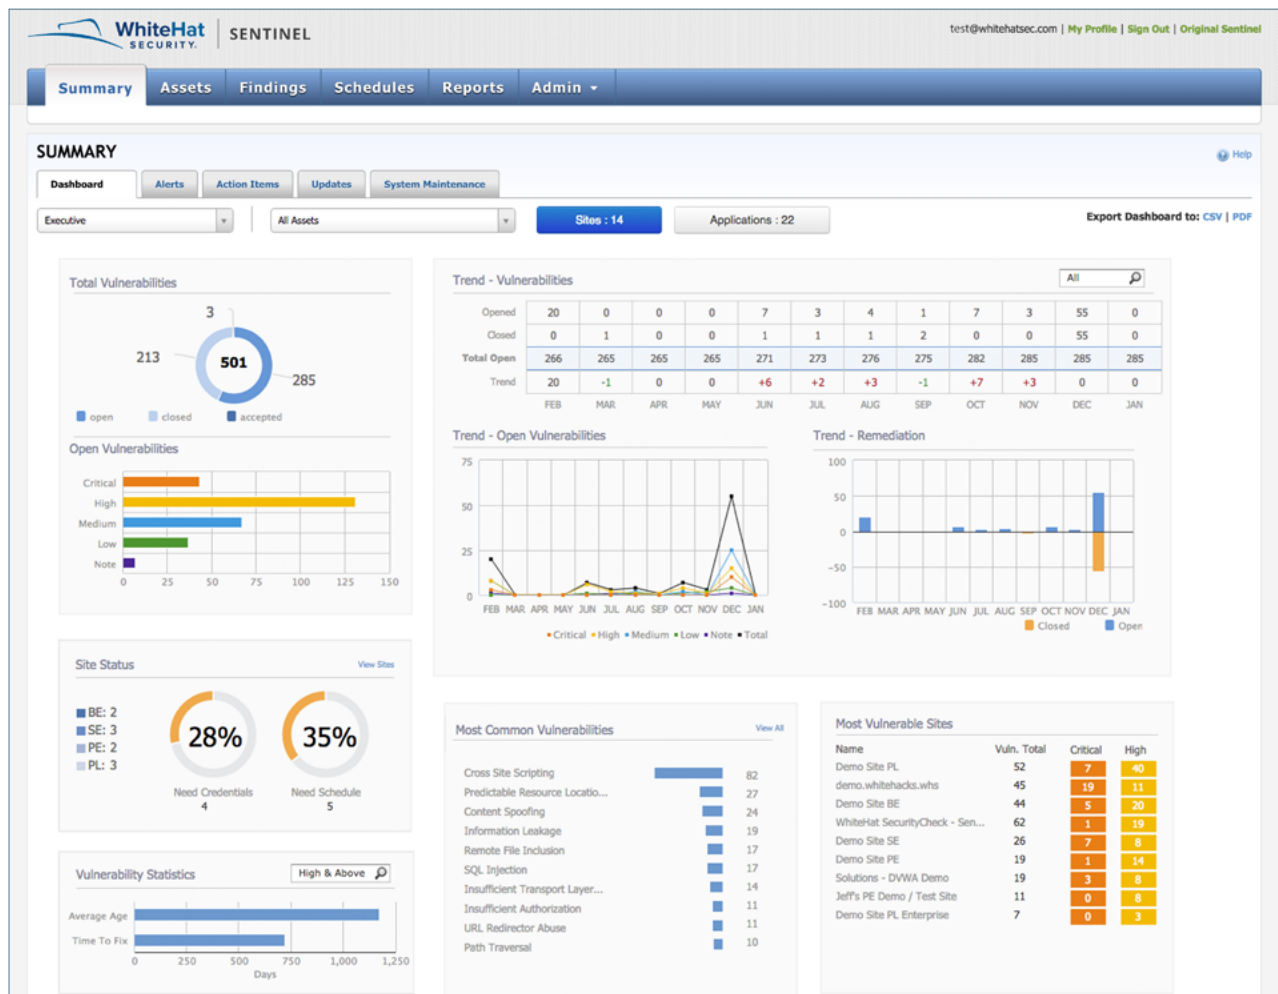 WhiteHat SECURITY. SENTINEL
test@whitehatsec.com | My Profile | Sign Out | Original Sentinel
Summary Assets Findings Schedules Reports Admin
SUMMARY
Help
Dashboard Alerts Action Items Updates System Maintenance
Executive All Assets Sites : 14 Applications : 22 Export Dashboard to: CSV | PDF
Total Vulnerabilities
3
213
501
285
open closed accepted
Open Vulnerabilities
Critical
High
Medium
Low
Note
0 25 50 75 100 125 150
Trend - Vulnerabilities
All
Opened 20 0 0 0 7 3 4 1 7 3 55 0
Closed 0 1 0 0 1 1 1 2 0 0 55 0
Total Open 266 265 265 265 271 273 276 275 282 285 285 285
Trend 20 -1 0 0 +6 +2 +3 -1 +7 +3 0 0
FEB MAR APR MAY JUN JUL AUG SEP OCT NOV DEC JAN
Trend - Open Vulnerabilities
75
50
25
0
FEB MAR APR MAY JUN JUL AUG SEP OCT NOV DEC JAN
Critical High Medium Low Note Total
Trend - Remediation
100
50
0
-50
-100
FEB MAR APR MAY JUN JUL AUG SEP OCT NOV DEC JAN
Closed Open
Site Status
View Sites
BE: 2
SE: 3
PE: 2
PL: 3
28% 35%
Need Credentials Need Schedule
4 5
Vulnerability Statistics
High & Above
Average Age
Time To Fix
0 250 500 750 1,000 1,250
Days
Most Common Vulnerabilities
View All
Cross Site Scripting 82
Predictable Resource Locatio... 27
Content Spoofing 24
Information Leakage 19
Remote File Inclusion 17
SQL Injection 17
Insufficient Transport Layer... 14
Insufficient Authorization 11
URL Redirector Abuse 11
Path Traversal 10
Most Vulnerable Sites
Name Vuln. Total Critical High
Demo Site PL 52 7 40
demo.whitehacks.whs 45 19 11
Demo Site BE 44 5 20
WhiteHat SecurityCheck - Sen... 62 1 19
Demo Site SE 26 7 8
Demo Site PE 19 1 14
Solutions - DVWA Demo 19 3 8
Jeff's PE Demo / Test Site 11 0 8
Demo Site PL Enterprise 7 0 3